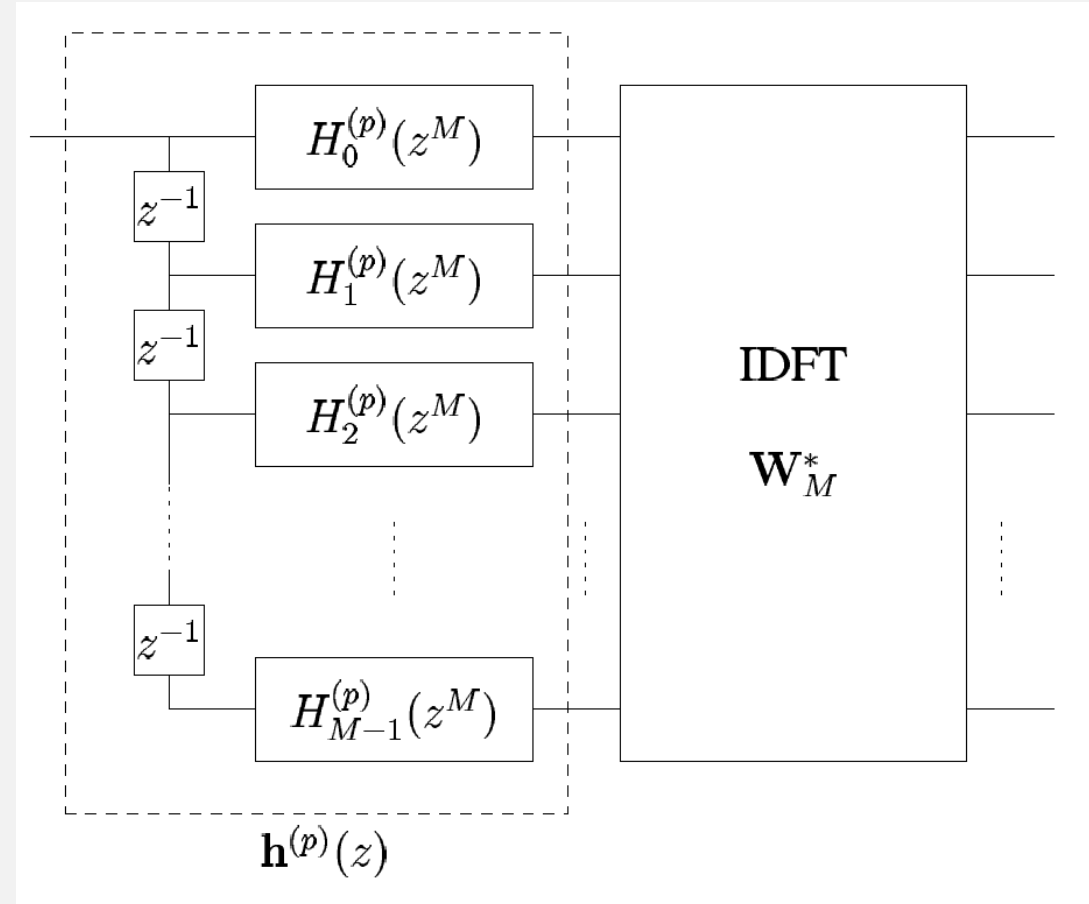 H_0^{(p)}(z^M)
z^{-1}
H_1^{(p)}(z^M)
z^{-1}
H_2^{(p)}(z^M)
IDFT
W_M^*
z^{-1}
H_{M-1}^{(p)}(z^M)
h^{(p)}(z)